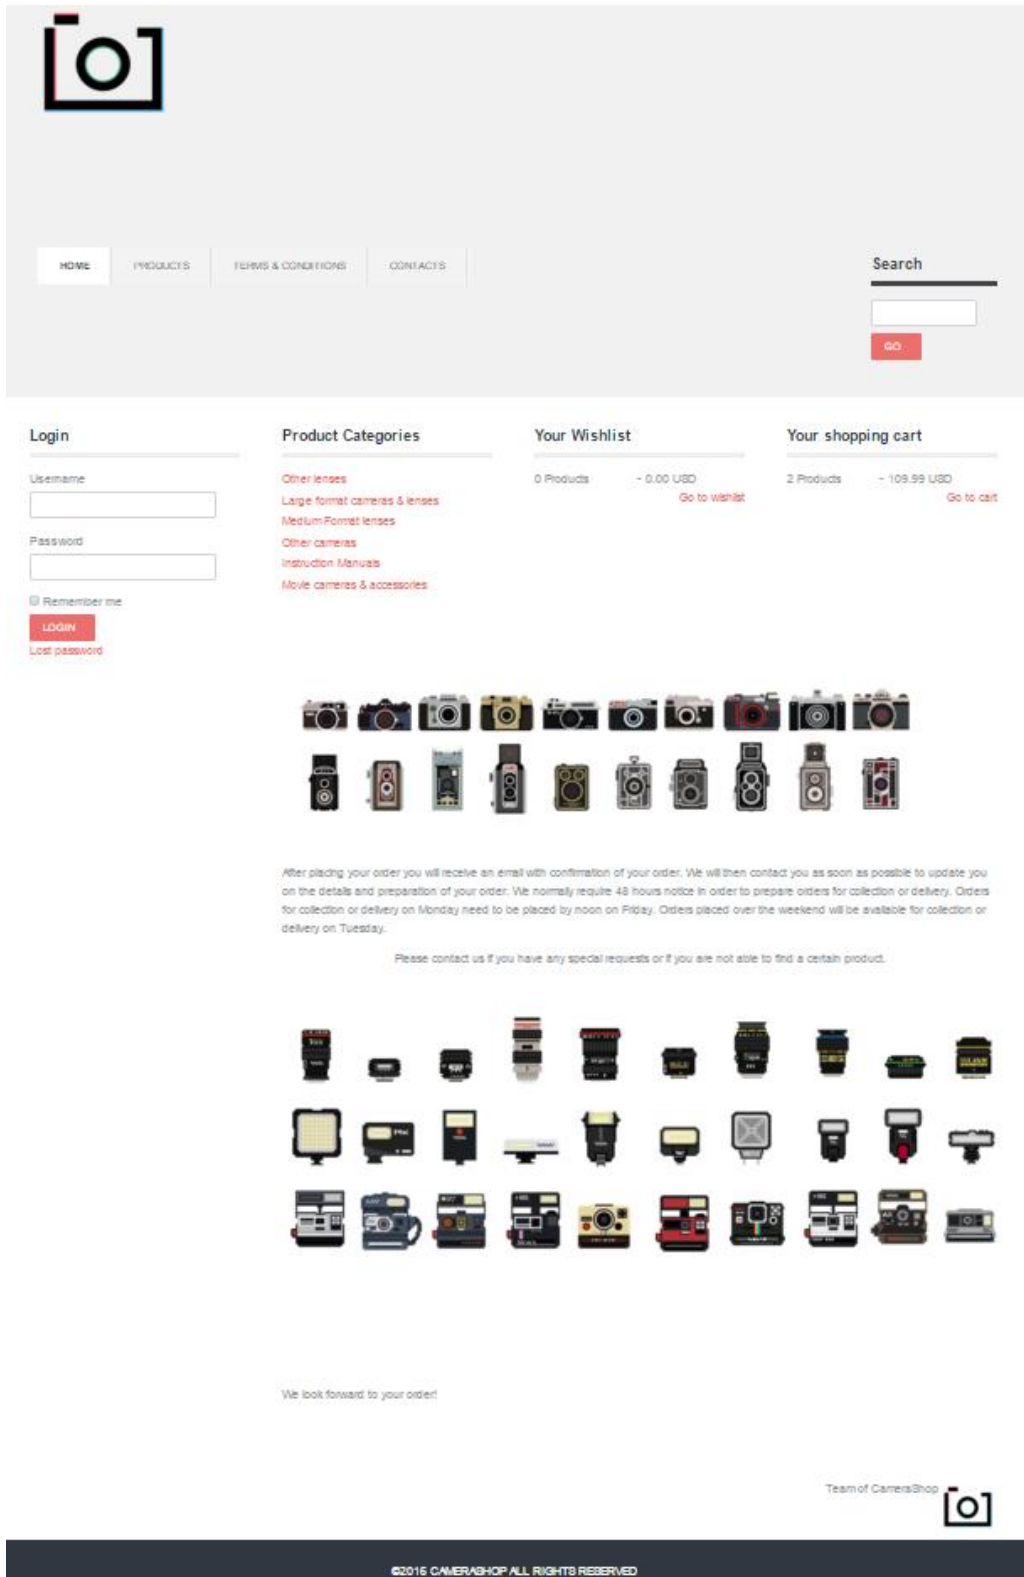 HOME
PRODUCTS
TERMS & CONDITIONS
CONTACTS
Search
GO
Login
Username
Password
Remember me
LOGIN
Lost password
Product Categories
Other lenses
Large format cameras & lenses
Medium Format lenses
Other cameras
Instruction Manuals
Movie cameras & accessories
Your Wishlist
0 Products - 0.00 USD
Go to wishlist
Your shopping cart
2 Products - 109.99 USD
Go to cart
After placing your order you will receive an email with confirmation of your order. We will then contact you as soon as possible to update you
on the details and preparation of your order. We normally require 48 hours notice in order to prepare orders for collection or delivery. Orders
for collection or delivery on Monday need to be placed by noon on Friday. Orders placed over the weekend will be available for collection or
delivery on Tuesday.
Please contact us if you have any special requests or if you are not able to find a certain product.
We look forward to your order!
Team of CameraShop
©2016 CAMERASHOP ALL RIGHTS RESERVED